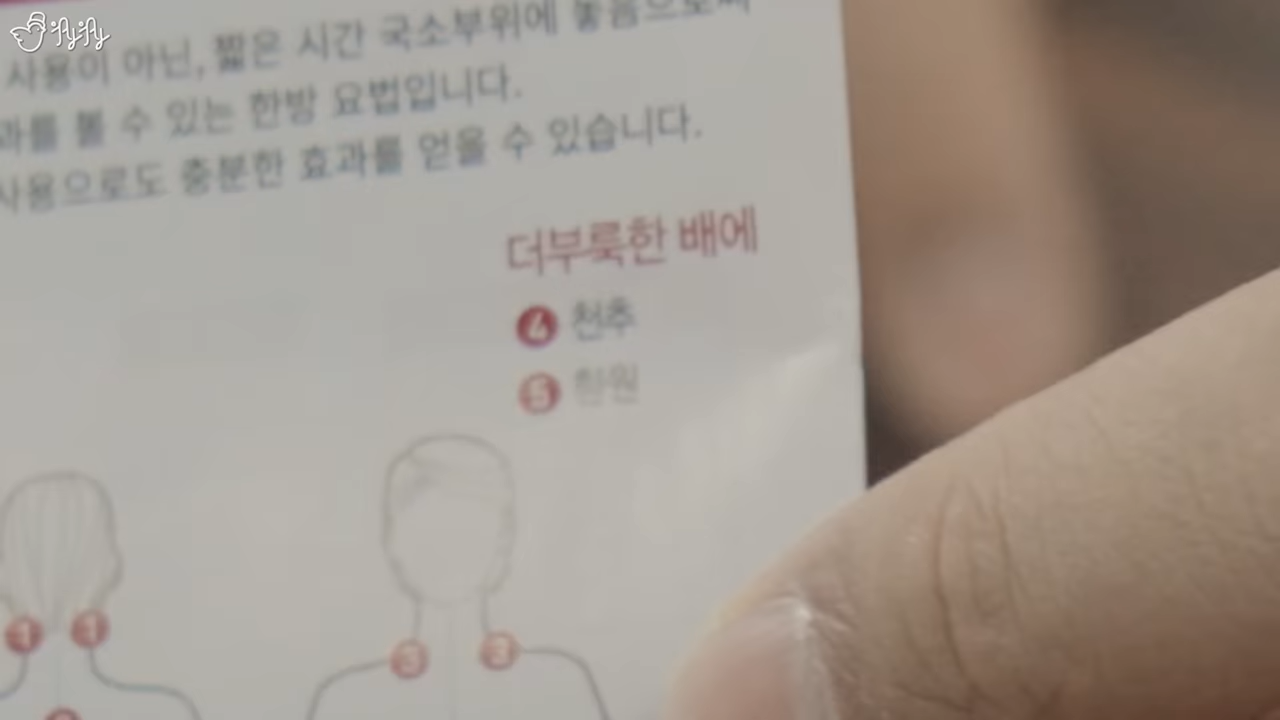 사용이 아닌, 짧은 시간 국소부위에 놓음으로써
과를 볼 수 있는 한방 요법입니다.
사용으로도 충분한 효과를 얻을 수 있습니다.
더부룩한 배에
4 천추
5
1 1
3 3